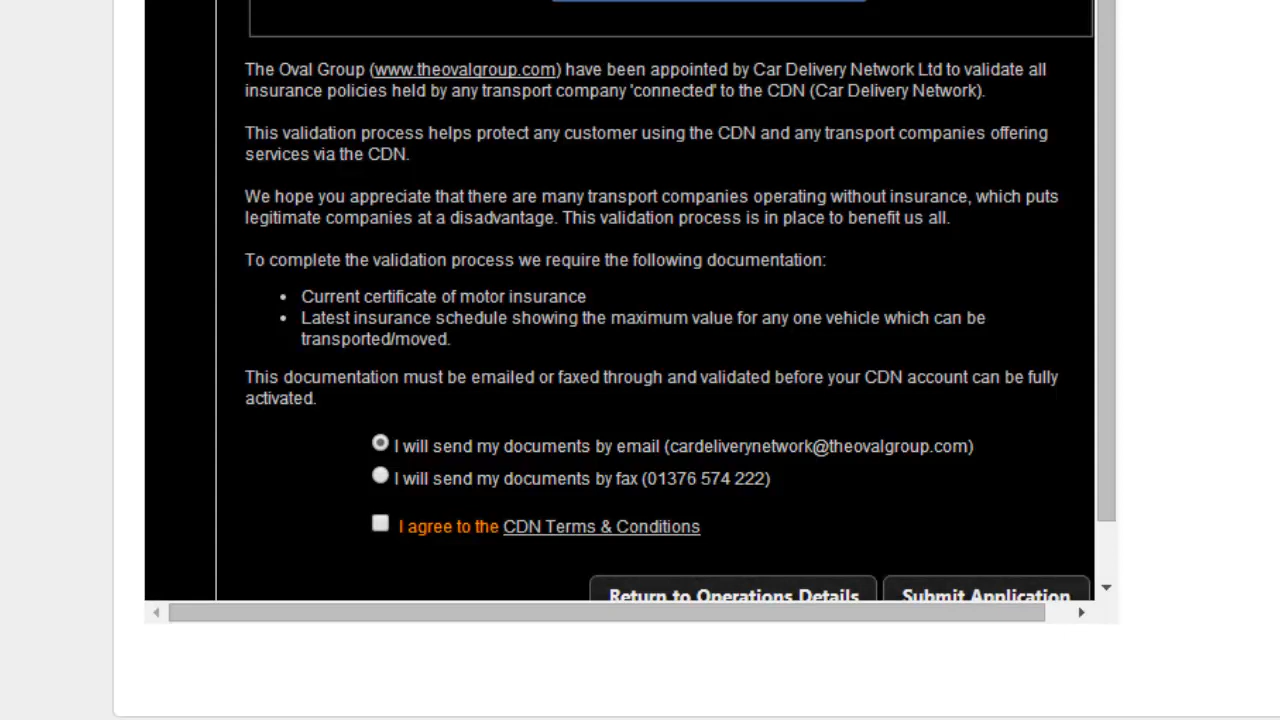 The Oval Group (www.theovalgroup.com) have been appointed by Car Delivery Network Ltd to validate all
insurance policies held by any transport company 'connected' to the CDN (Car Delivery Network).
This validation process helps protect any customer using the CDN and any transport companies offering
services via the CDN.
We hope you appreciate that there are many transport companies operating without insurance, which puts
legitimate companies at a disadvantage. This validation process is in place to benefit us all.
To complete the validation process we require the following documentation:
• Current certificate of motor insurance
• Latest insurance schedule showing the maximum value for any one vehicle which can be
transported/moved.
This documentation must be emailed or faxed through and validated before your CDN account can be fully
activated.
I will send my documents by email (cardeliverynetwork@theovalgroup.com)
I will send my documents by fax (01376 574 222)
I agree to the CDN Terms & Conditions
Return to Operations Details Submit Application